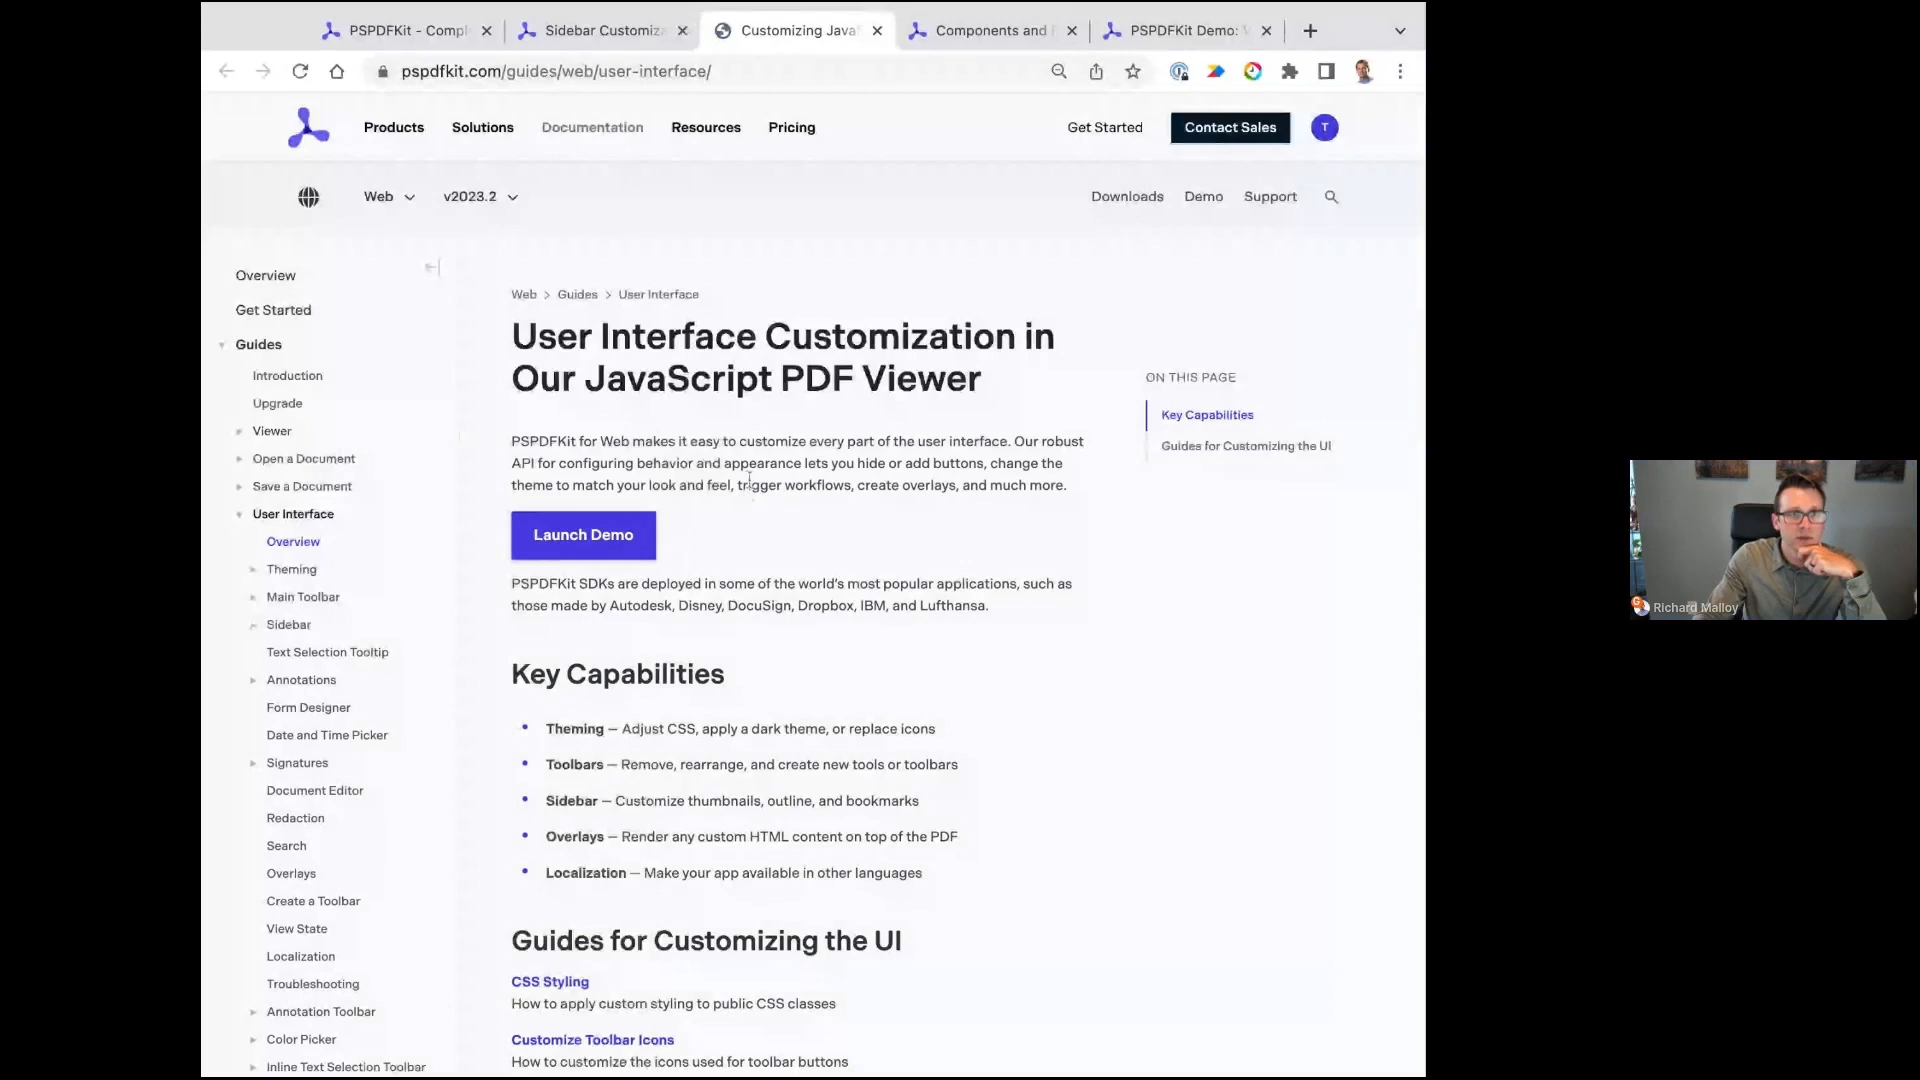 PSPDFKit - Compl
Sidebar Customiza
Customizing Java
Components and
PSPDFKit Demo:
pspdfkit.com/guides/web/user-interface/
Products
Solutions
Documentation
Resources
Pricing
Get Started
Contact Sales
T
Web
v2023.2
Downloads
Demo
Support
Overview
Get Started
Guides
Introduction
Upgrade
Viewer
Open a Document
Save a Document
User Interface
Overview
Theming
Main Toolbar
Sidebar
Text Selection Tooltip
Annotations
Form Designer
Date and Time Picker
Signatures
Document Editor
Redaction
Search
Overlays
Create a Toolbar
View State
Localization
Troubleshooting
Annotation Toolbar
Color Picker
Inline Text Selection Toolbar
Web > Guides > User Interface
User Interface Customization in
Our JavaScript PDF Viewer
PSPDFKit for Web makes it easy to customize every part of the user interface. Our robust
API for configuring behavior and appearance lets you hide or add buttons, change the
theme to match your look and feel, trigger workflows, create overlays, and much more.
Launch Demo
PSPDFKit SDKs are deployed in some of the world's most popular applications, such as
those made by Autodesk, Disney, DocuSign, Dropbox, IBM, and Lufthansa.
Key Capabilities
• Theming — Adjust CSS, apply a dark theme, or replace icons
• Toolbars — Remove, rearrange, and create new tools or toolbars
• Sidebar — Customize thumbnails, outline, and bookmarks
• Overlays — Render any custom HTML content on top of the PDF
• Localization — Make your app available in other languages
Guides for Customizing the UI
CSS Styling
How to apply custom styling to public CSS classes
Customize Toolbar Icons
How to customize the icons used for toolbar buttons
ON THIS PAGE
Key Capabilities
Guides for Customizing the UI
Richard Malloy